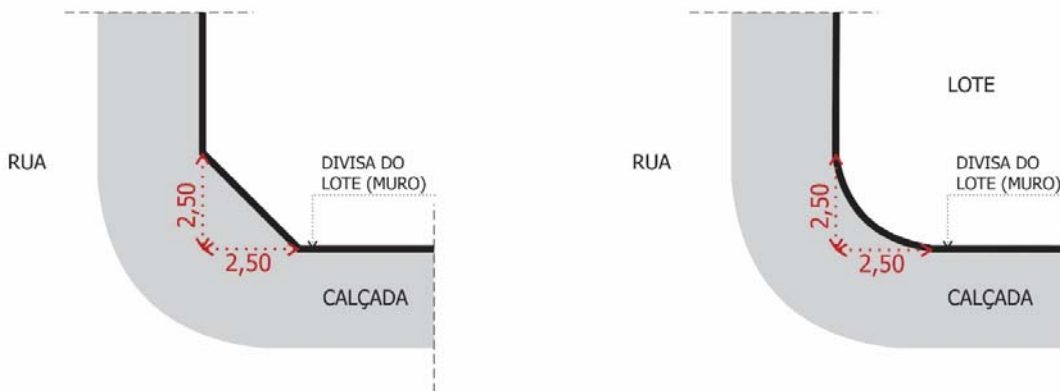 RUA
DIVISA DO
LOTE (MURO)
2,50
2,50
CALÇADA
LOTE
RUA
DIVISA DO
LOTE (MURO)
2,50
2,50
CALÇADA